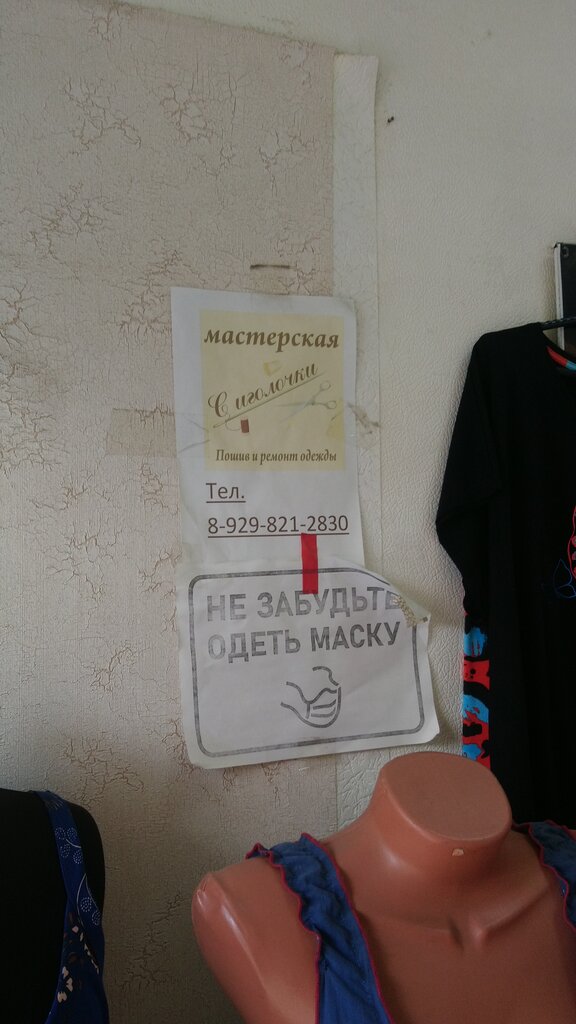 мастерская
С иголочки
Пошив и ремонт одежды
Тел.
8-929-821-2830
НЕ ЗАБУДЬТЕ
ОДЕТЬ МАСКУ